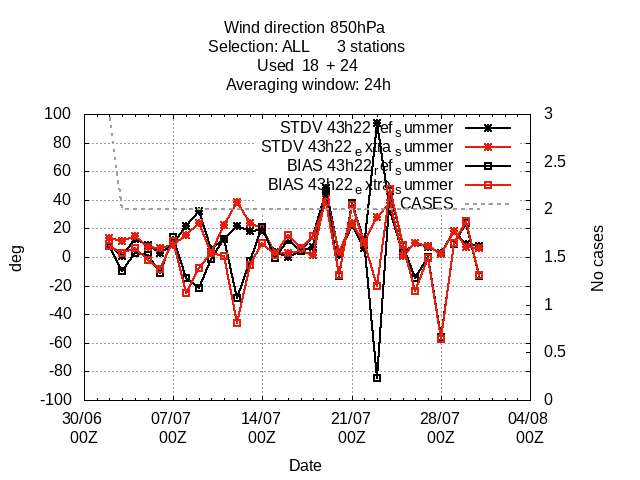 Wind direction 850hPa
Selection: ALL 3 stations
Used 18 + 24
Averaging window: 24h
STDV 43h22ref_summer
STDV 43h22_extra_summer
BIAS 43h22ref_summer
BIAS 43h22_extra_summer
CASES
100
80
60
40
20
0
-20
-40
-60
-80
-100
deg
3
2.5
2
1.5
1
0.5
0
No cases
30/06 07/07 14/07 21/07 28/07 04/08
00Z 00Z 00Z 00Z 00Z 00Z
Date